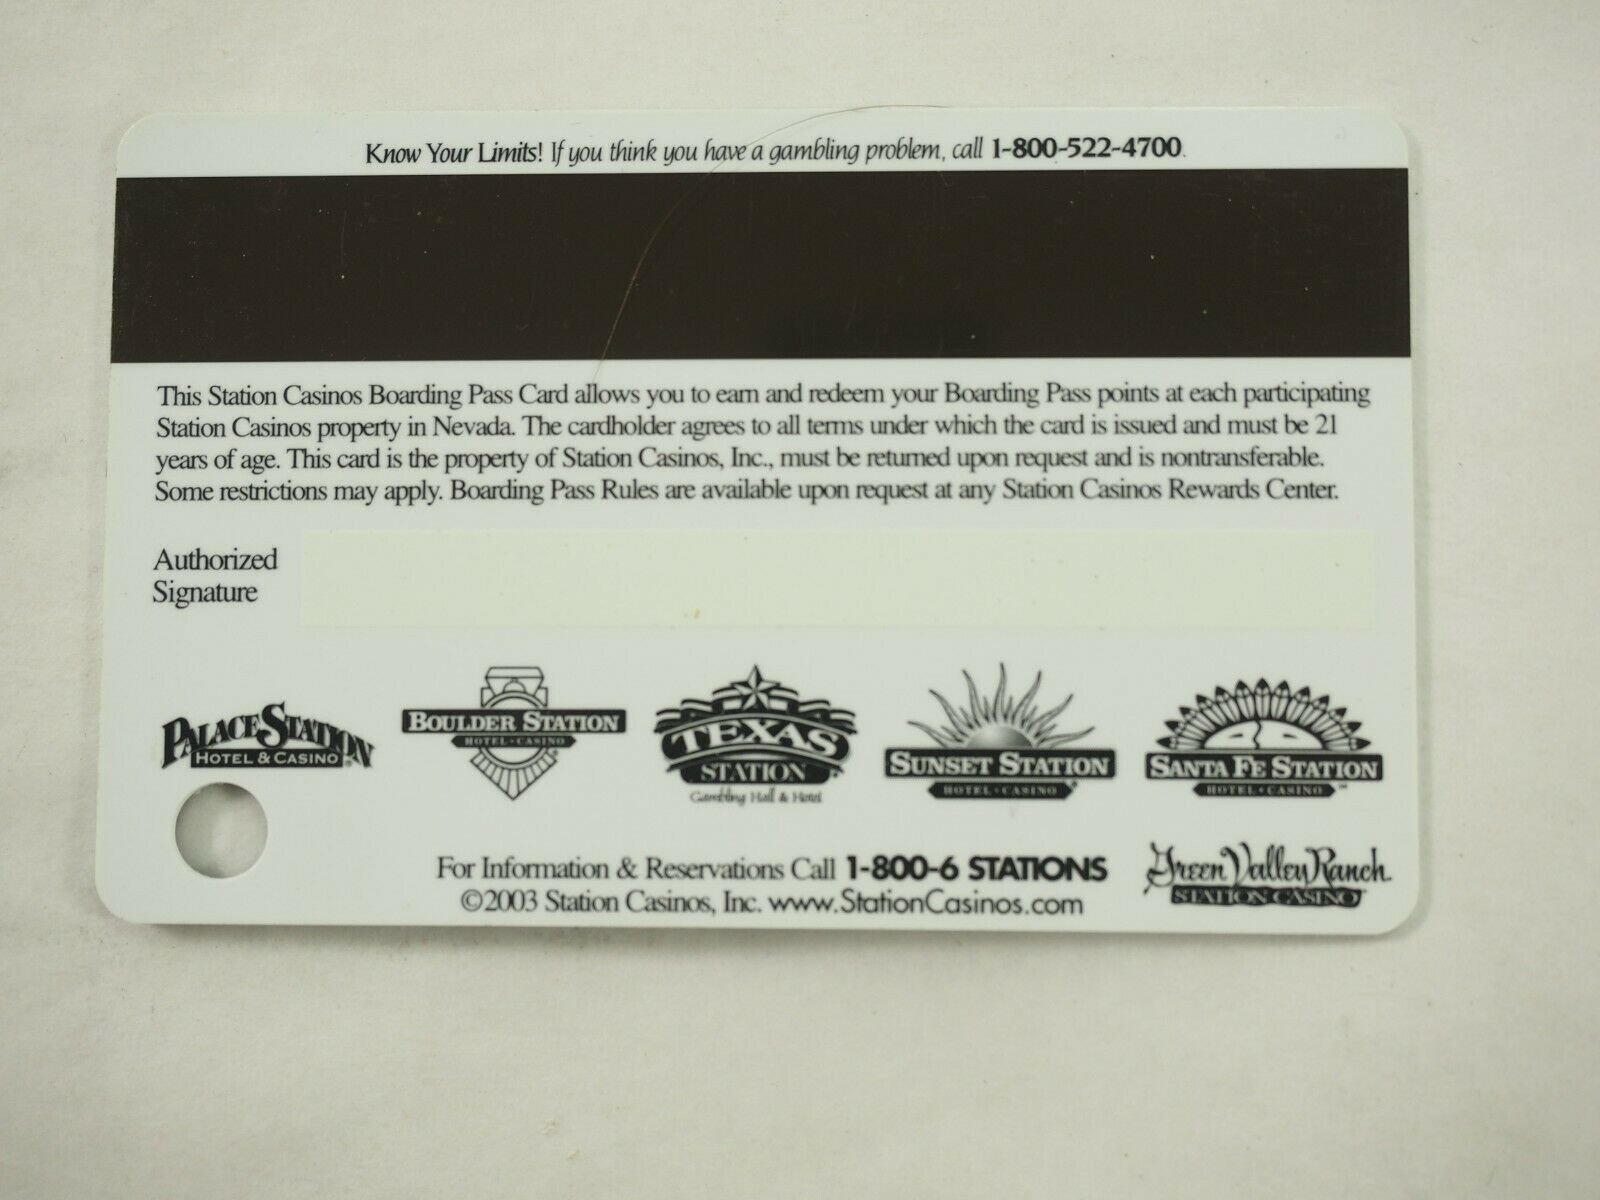 Know Your Limits! If you think you have a gambling problem, call 1-800-522-4700.
This Station Casinos Boarding Pass Card allows you to earn and redeem your Boarding Pass points at each participating
Station Casinos property in Nevada. The cardholder agrees to all terms under which the card is issued and must be 21
years of age. This card is the property of Station Casinos, Inc., must be returned upon request and is nontransferable.
Some restrictions may apply. Boarding Pass Rules are available upon request at any Station Casinos Rewards Center.
Authorized
Signature
PALACE STATION
HOTEL & CASINO®
BOULDER STATION
HOTEL • CASINO®
TEXAS
STATION®
Gambling Hall & Hotel
SUNSET STATION
HOTEL • CASINO®
SANTA FE STATION
HOTEL • CASINO™
For Information & Reservations Call 1-800-6 STATIONS
©2003 Station Casinos, Inc. www.StationCasinos.com
Green Valley Ranch
STATION CASINO